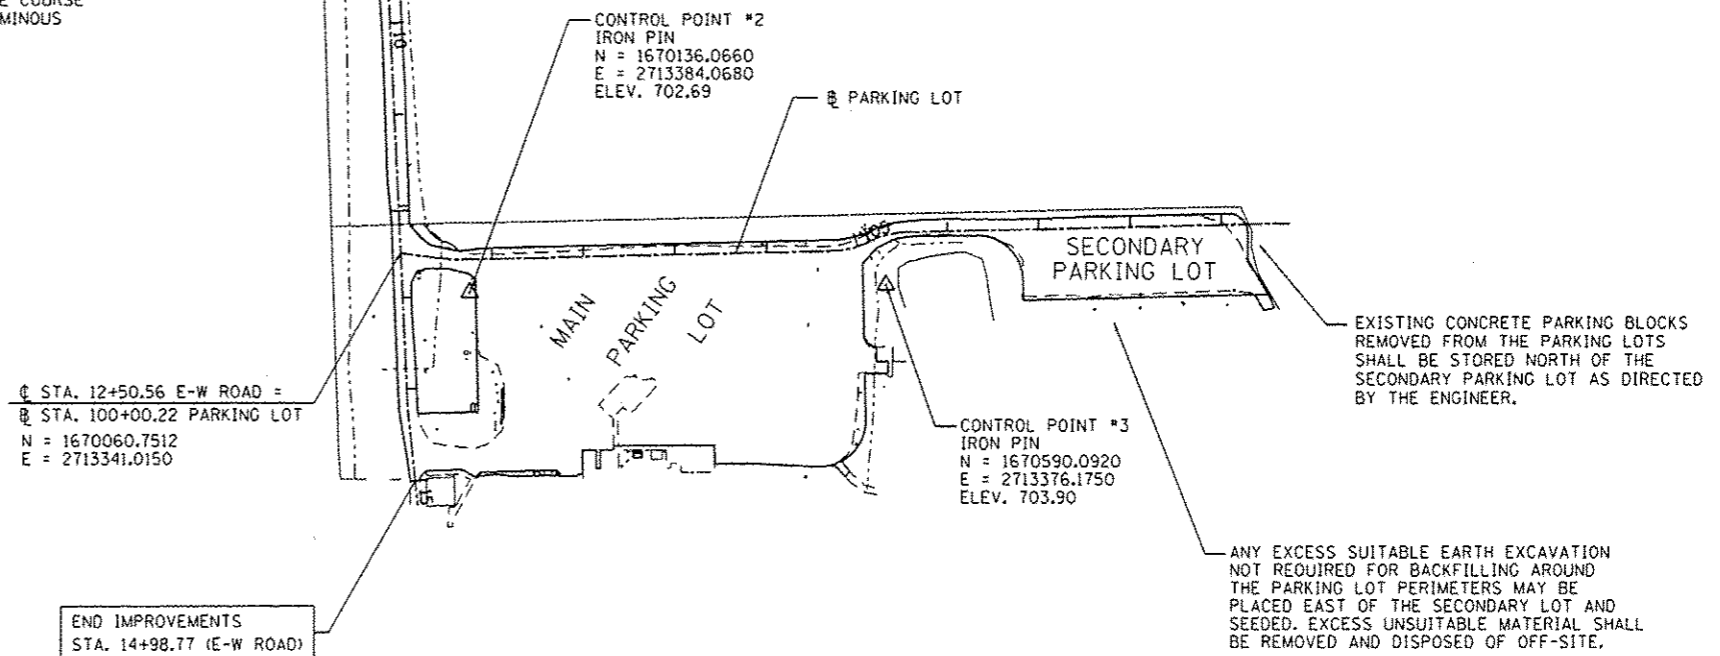 E COURSE
MINOUS
110
CONTROL POINT #2
IRON PIN
N = 1670136.0660
E = 2713384.0680
ELEV. 702.69
℄ PARKING LOT
105
SECONDARY
PARKING LOT
MAIN
PARKING
LOT
EXISTING CONCRETE PARKING BLOCKS
REMOVED FROM THE PARKING LOTS
SHALL BE STORED NORTH OF THE
SECONDARY PARKING LOT AS DIRECTED
BY THE ENGINEER.
℄ STA. 12+50.56 E-W ROAD =
℄ STA. 100+00.22 PARKING LOT
N = 1670060.7512
E = 2713341.0150
CONTROL POINT #3
IRON PIN
N = 1670590.0920
E = 2713376.1750
ELEV. 703.90
15
ANY EXCESS SUITABLE EARTH EXCAVATION
NOT REQUIRED FOR BACKFILLING AROUND
THE PARKING LOT PERIMETERS MAY BE
PLACED EAST OF THE SECONDARY LOT AND
SEEDED. EXCESS UNSUITABLE MATERIAL SHALL
BE REMOVED AND DISPOSED OF OFF-SITE.
END IMPROVEMENTS
STA. 14+98.77 (E-W ROAD)